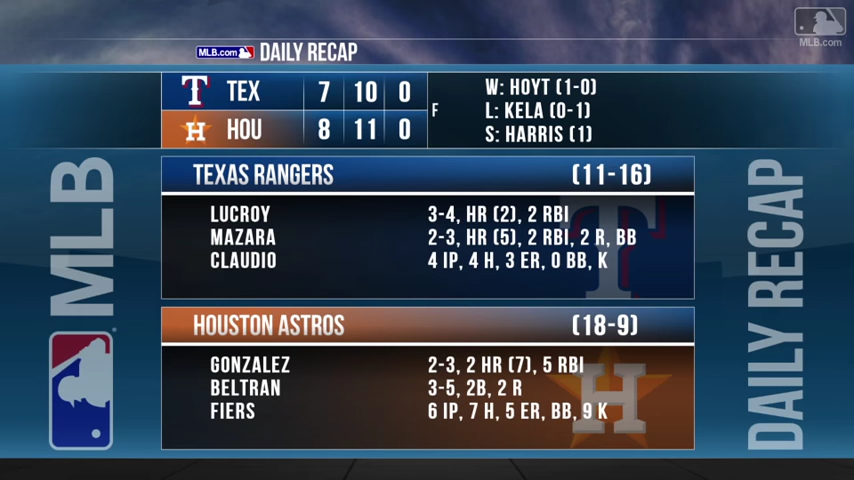 MLB.com
MLB.com DAILY RECAP
TEX 7 10 0
HOU 8 11 0
F
W: HOYT (1-0)
L: KELA (0-1)
S: HARRIS (1)
TEXAS RANGERS (11-16)
LUCROY 3-4, HR (2), 2 RBI
MAZARA 2-3, HR (5), 2 RBI, 2 R, BB
CLAUDIO 4 IP, 4 H, 3 ER, 0 BB, K
HOUSTON ASTROS (18-9)
GONZALEZ 2-3, 2 HR (7), 5 RBI
BELTRAN 3-5, 2B, 2 R
FIERS 6 IP, 7 H, 5 ER, BB, 9 K
MLB
DAILY RECAP